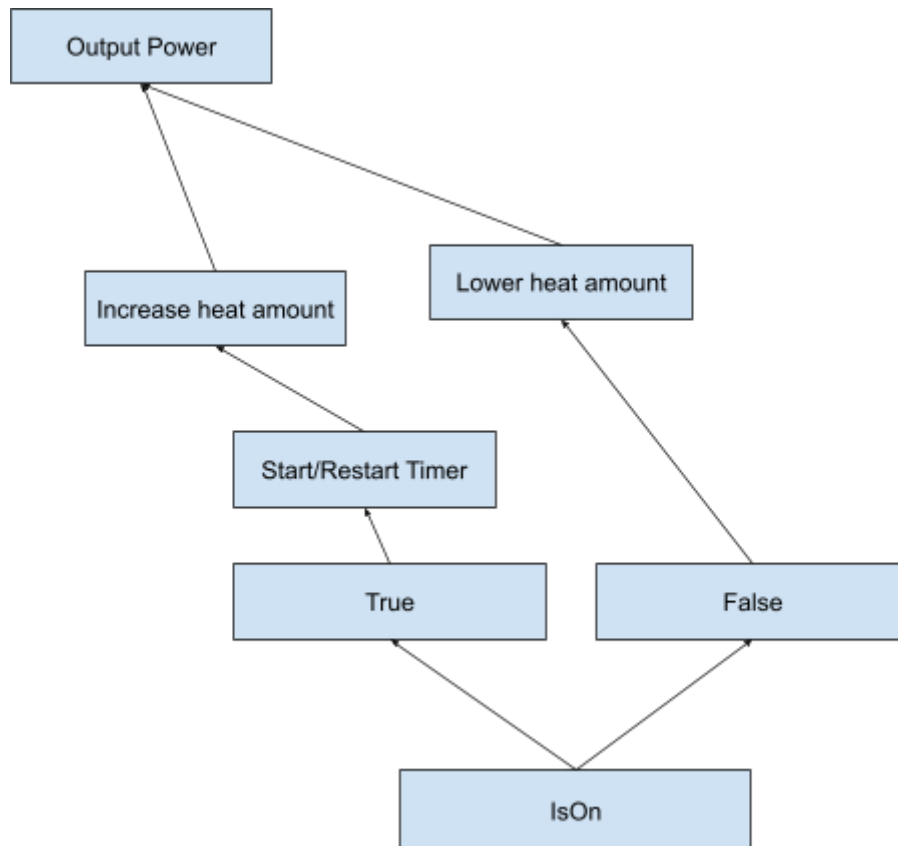 Output Power
Lower heat amount
Increase heat amount
Start/Restart Timer
True
False
IsOn